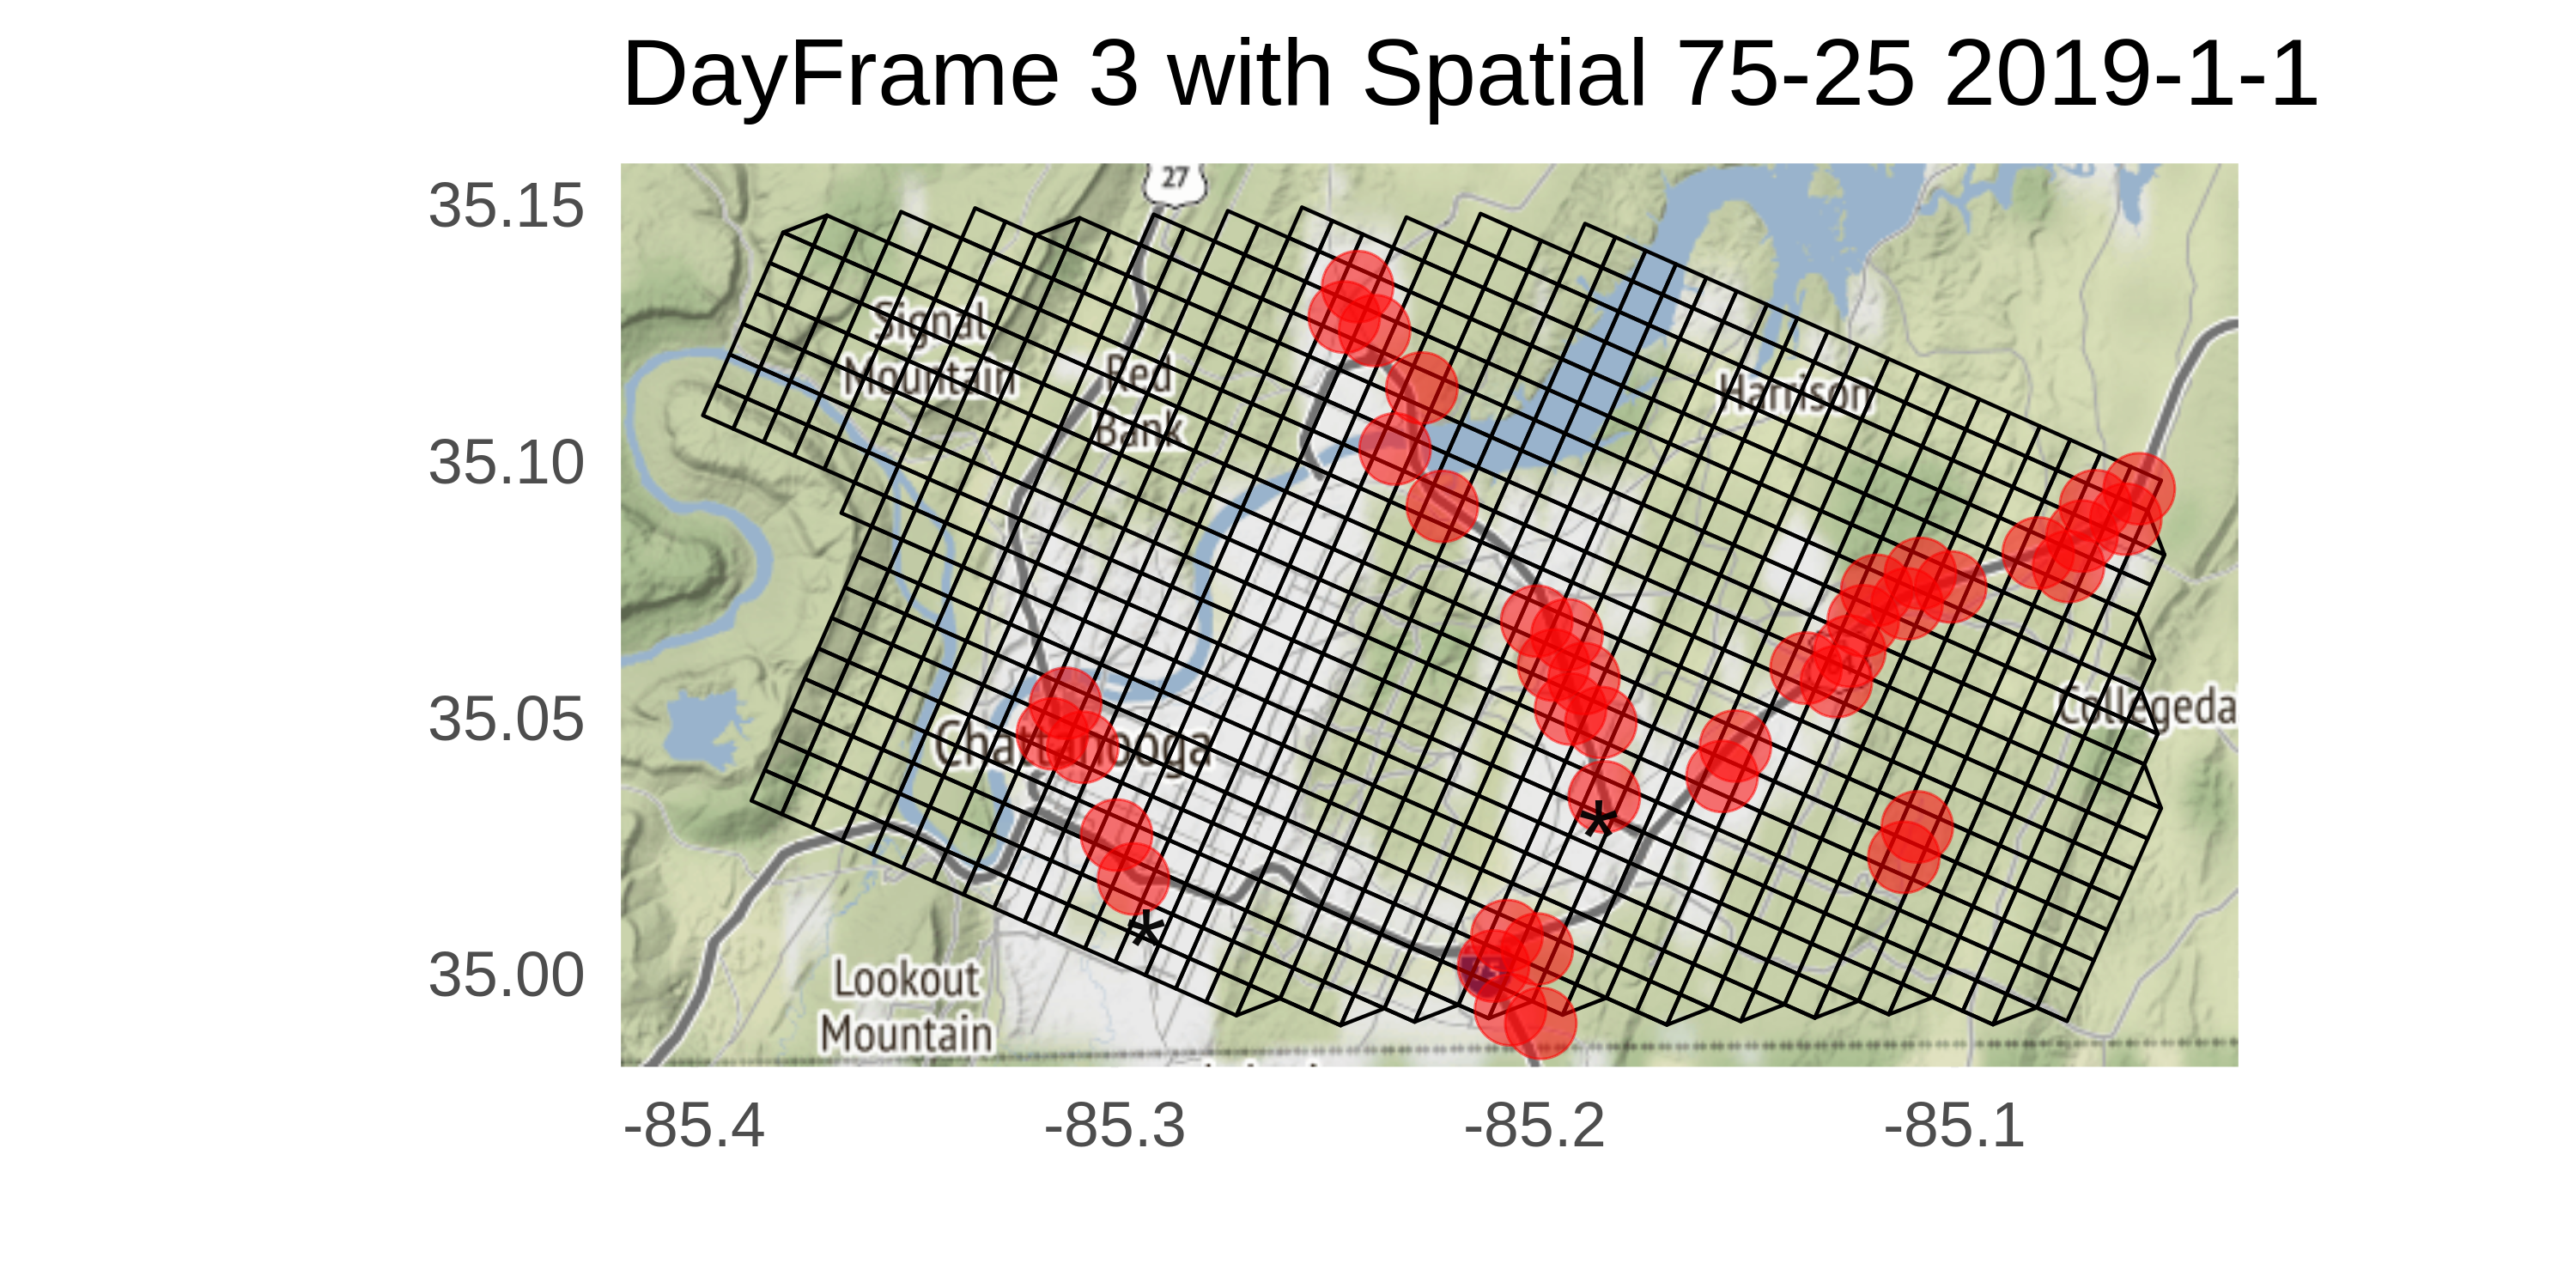 DayFrame 3 with Spatial 75-25 2019-1-1
35.15
35.10
35.05
35.00
27
Signal
Mountain
Red
Bank
Harrison
Chattanooga
Collegeda
Lookout
Mountain
*
*
-85.4
-85.3
-85.2
-85.1